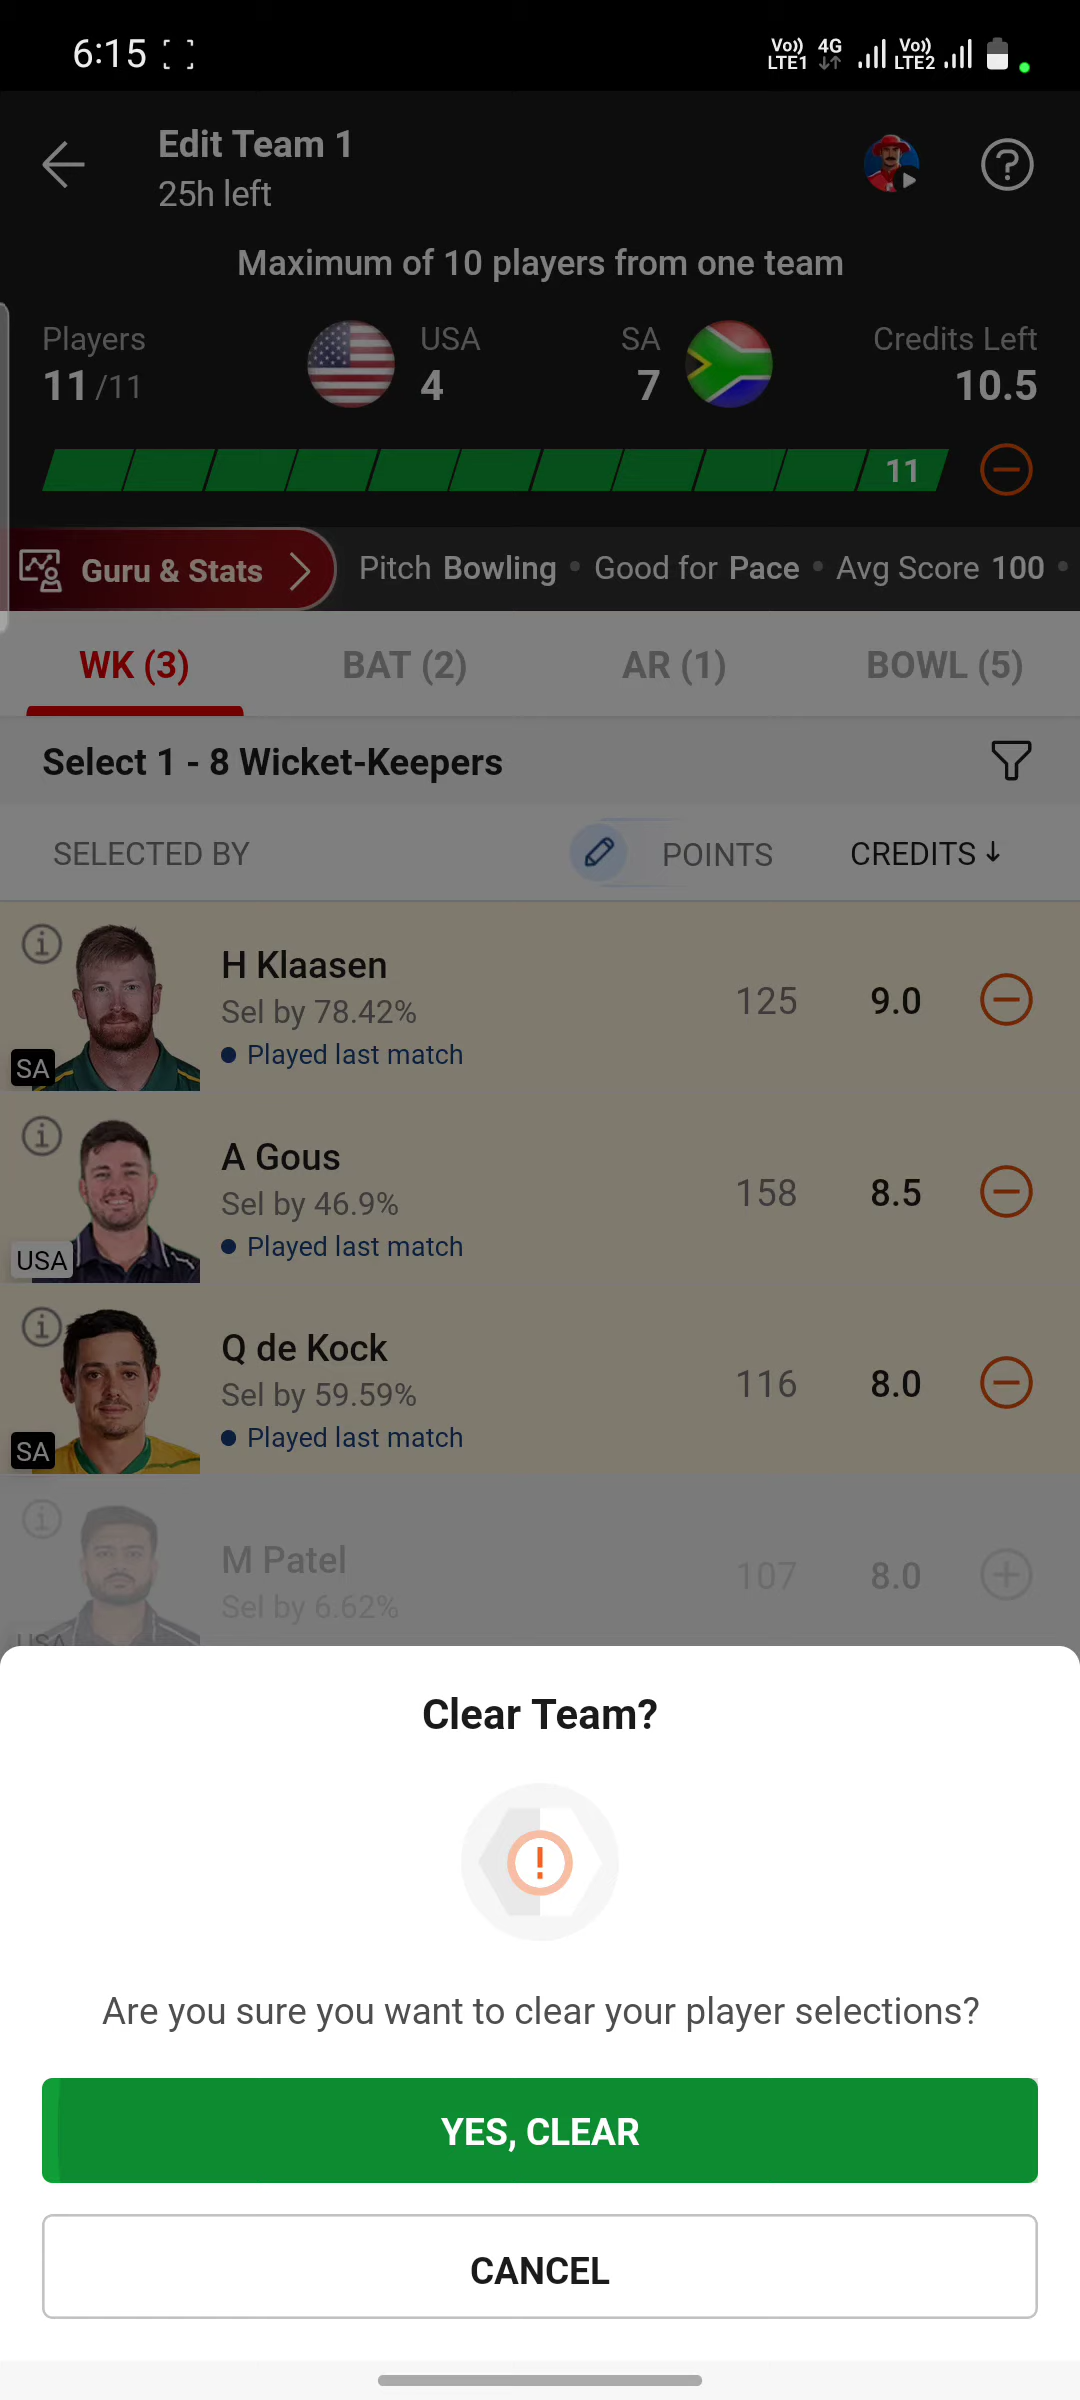 6:15
Vo)) LTE1 4G Vo)) LTE2
Edit Team 1
25h left
Maximum of 10 players from one team
Players USA SA Credits Left
11/11 4 7 10.5
11
Guru & Stats Pitch Bowling • Good for Pace • Avg Score 100 •
WK (3) BAT (2) AR (1) BOWL (5)
Select 1 - 8 Wicket-Keepers
SELECTED BY POINTS CREDITS ↓
H Klaasen
Sel by 78.42%
125 9.0
Played last match
SA
A Gous
Sel by 46.9%
158 8.5
Played last match
USA
Q de Kock
Sel by 59.59%
116 8.0
Played last match
SA
M Patel
107 8.0
Sel by 6.62%
USA
Clear Team?
!
Are you sure you want to clear your player selections?
YES, CLEAR
CANCEL